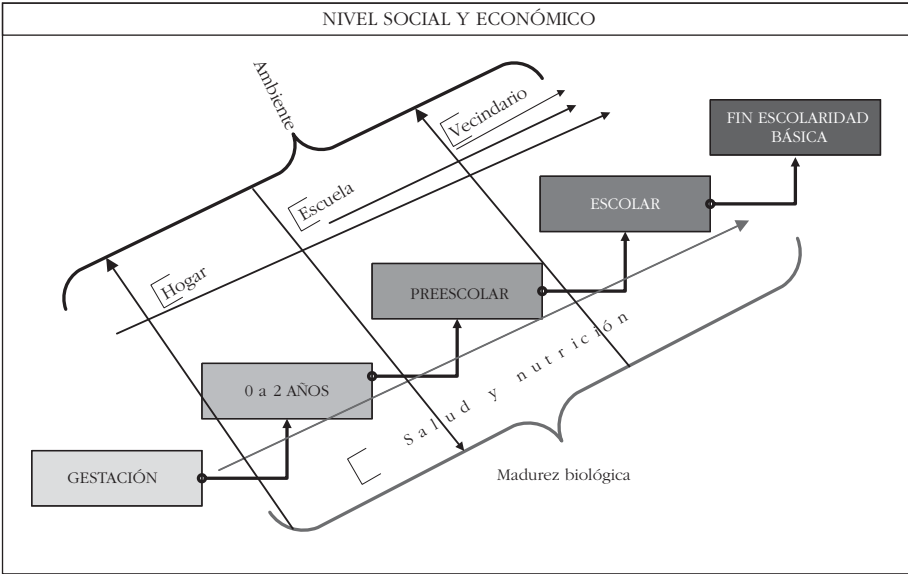 NIVEL SOCIAL Y ECONÓMICO
Ambiente
Vecindario
FIN ESCOLARIDAD
BÁSICA
Escuela
ESCOLAR
Hogar
PREESCOLAR
Salud y nutrición
0 a 2 AÑOS
Madurez biológica
GESTACIÓN